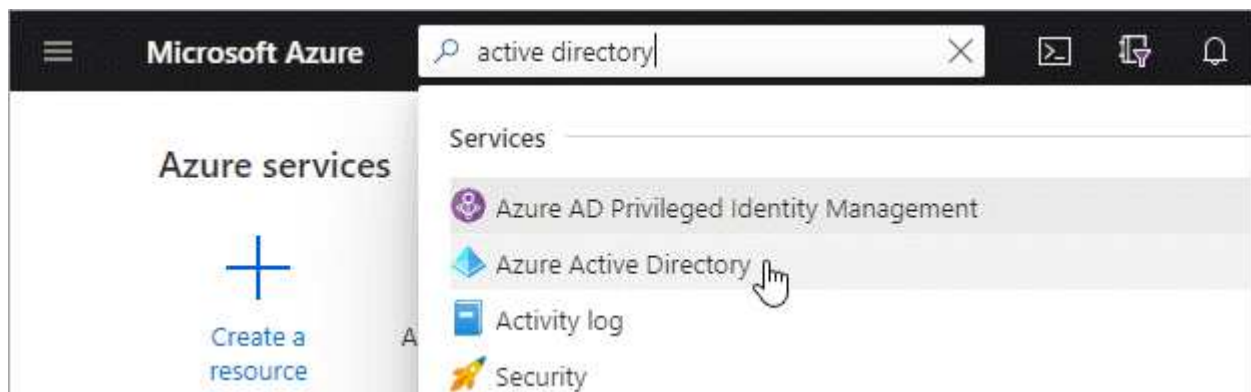 Microsoft Azure
active directory
Azure services
Services
Azure AD Privileged Identity Management
Azure Active Directory
Activity log
Security
Create a
resource
A